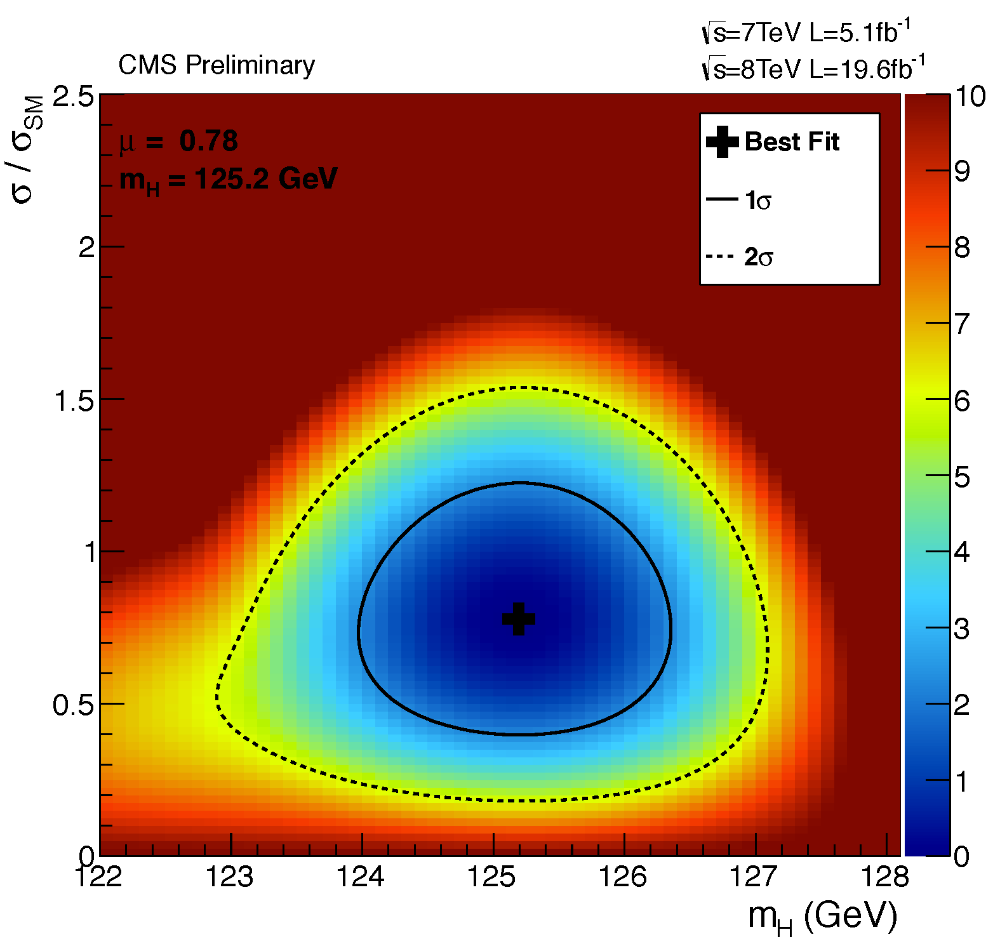 √s=7TeV L=5.1fb⁻¹
CMS Preliminary
√s=8TeV L=19.6fb⁻¹
σ / σSM
2.5
2
1.5
1
0.5
0
μ = 0.78
mH = 125.2 GeV
Best Fit
1σ
2σ
10
9
8
7
6
5
4
3
2
1
0
122 123 124 125 126 127 128
mH (GeV)